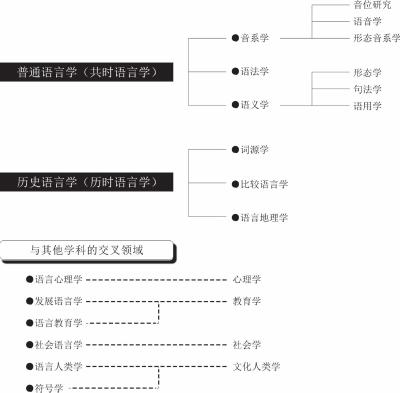 音位研究
●音系学
语音学
形态音系学
普通语言学（共时语言学）
●语法学
形态学
句法学
●语义学
语用学
●词源学
历史语言学（历时语言学）
●比较语言学
●语言地理学
与其他学科的交叉领域
●语言心理学 心理学
●发展语言学 教育学
●语言教育学
●社会语言学 社会学
●语言人类学 文化人类学
●符号学